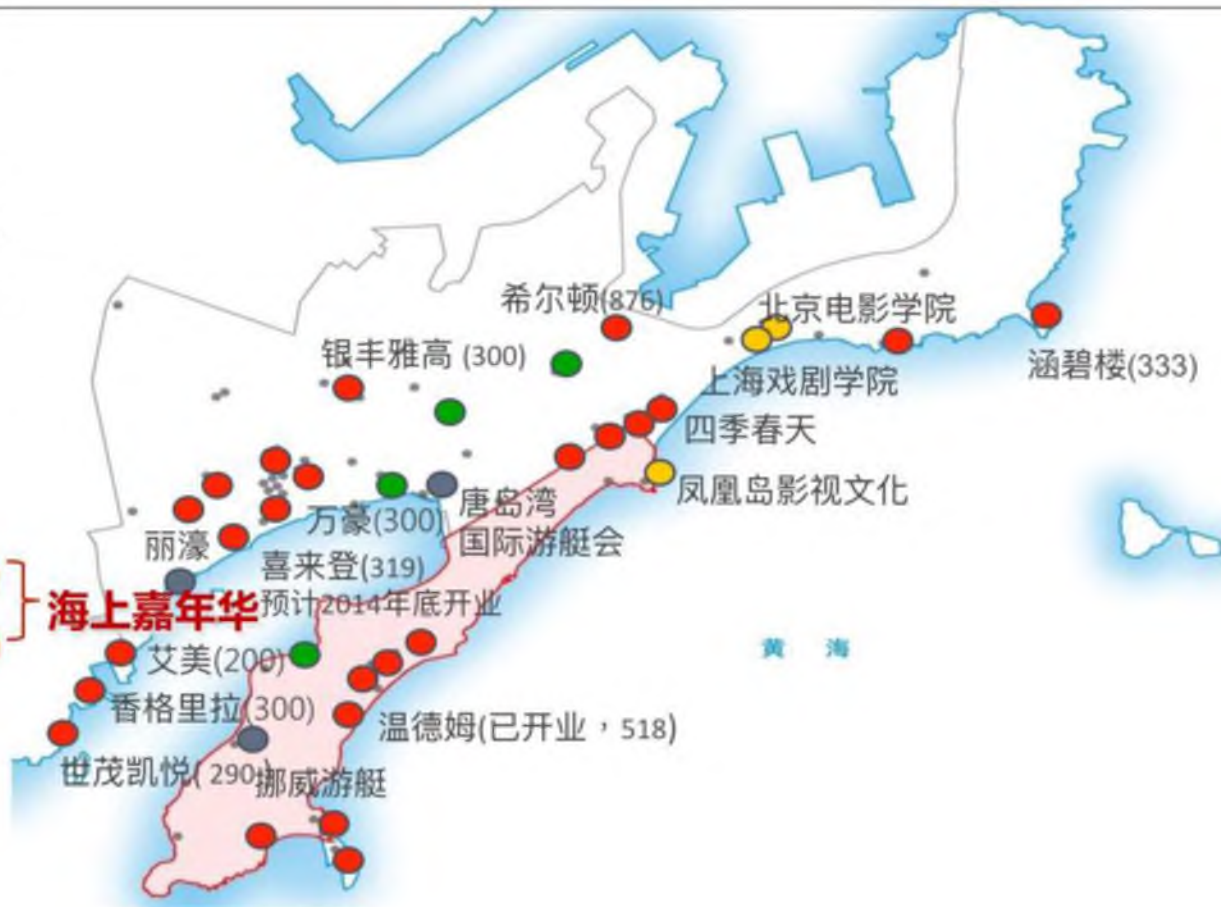 希尔顿(876)
北京电影学院
银丰雅高 (300)
涵碧楼(333)
上海戏剧学院
四季春天
凤凰岛影视文化
唐岛湾
国际游艇会
万豪(300)
丽濠
喜来登(319)
预计2014年底开业
海上嘉年华
黄 海
艾美(200)
香格里拉(300)
温德姆(已开业，518)
世茂凯悦( 290 )
挪威游艇